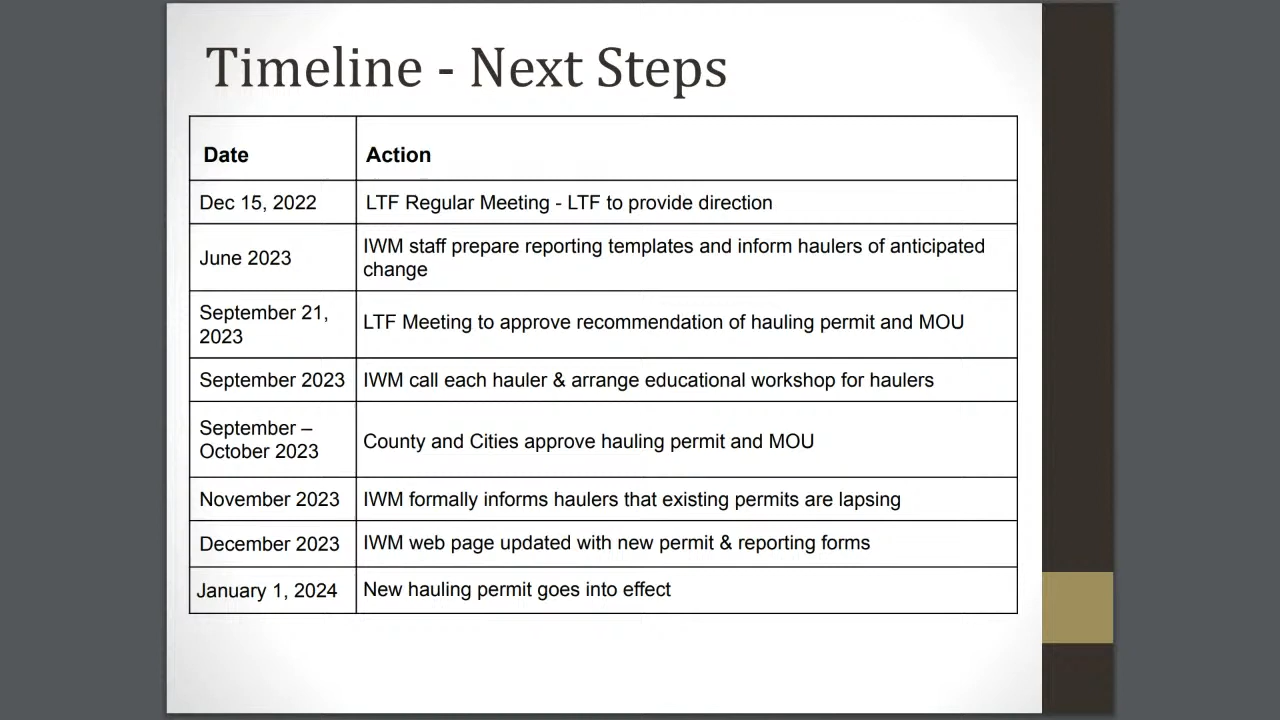 Timeline - Next Steps
Date
Action
Dec 15, 2022
LTF Regular Meeting - LTF to provide direction
June 2023
IWM staff prepare reporting templates and inform haulers of anticipated
change
September 21,
2023
LTF Meeting to approve recommendation of hauling permit and MOU
September 2023
IWM call each hauler & arrange educational workshop for haulers
September –
October 2023
County and Cities approve hauling permit and MOU
November 2023
IWM formally informs haulers that existing permits are lapsing
December 2023
IWM web page updated with new permit & reporting forms
January 1, 2024
New hauling permit goes into effect